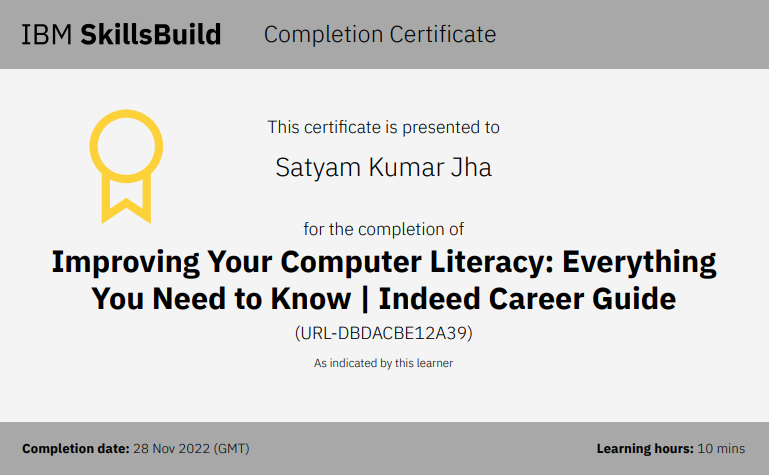 IBM SkillsBuild Completion Certificate
This certificate is presented to
Satyam Kumar Jha
for the completion of
Improving Your Computer Literacy: Everything
You Need to Know | Indeed Career Guide
(URL-DBDACBE12A39)
As indicated by this learner
Completion date: 28 Nov 2022 (GMT) Learning hours: 10 mins